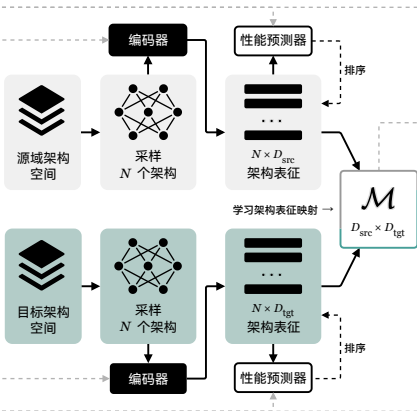 编码器
性能预测器
排序
源域架构
空间
采样
N 个架构
...
N × D_src
架构表征
学习架构表征映射 →
M
D_src × D_tgt
目标架构
空间
采样
N 个架构
...
N × D_tgt
架构表征
排序
编码器
性能预测器